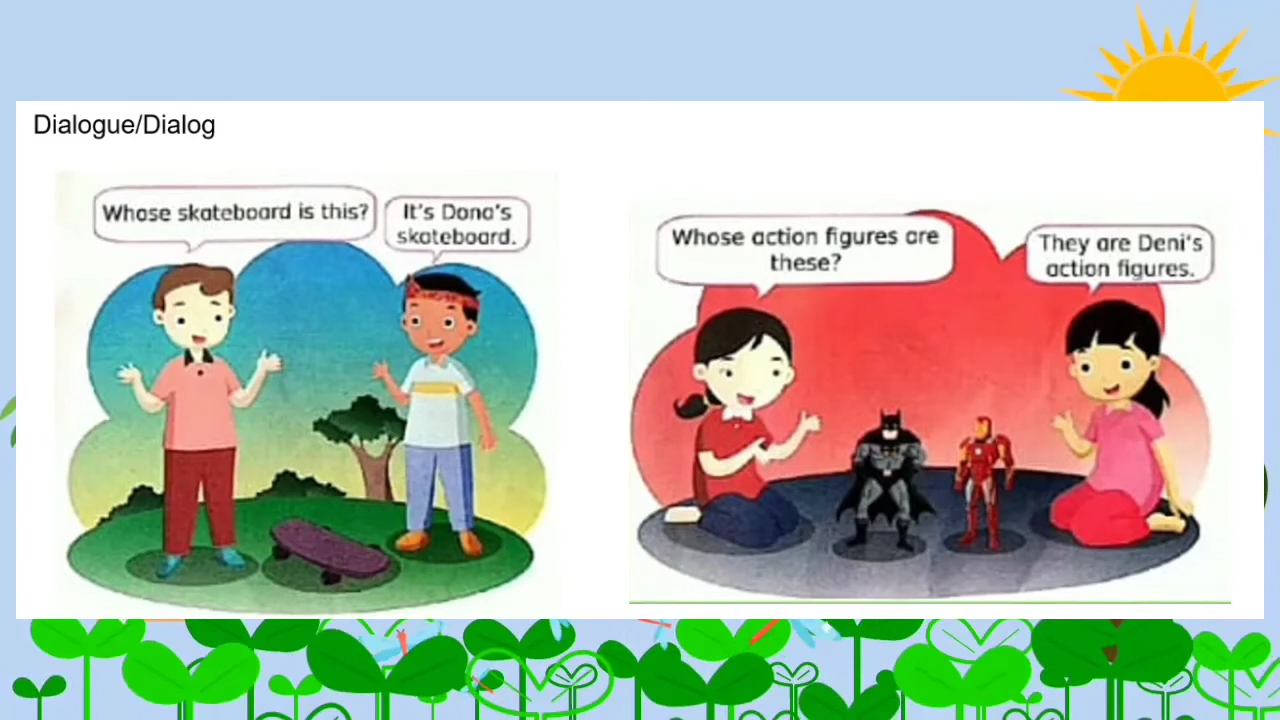 Dialogue/Dialog
Whose skateboard is this?
It's Dono's
skateboard.
Whose action figures are
these?
They are Deni's
action figures.